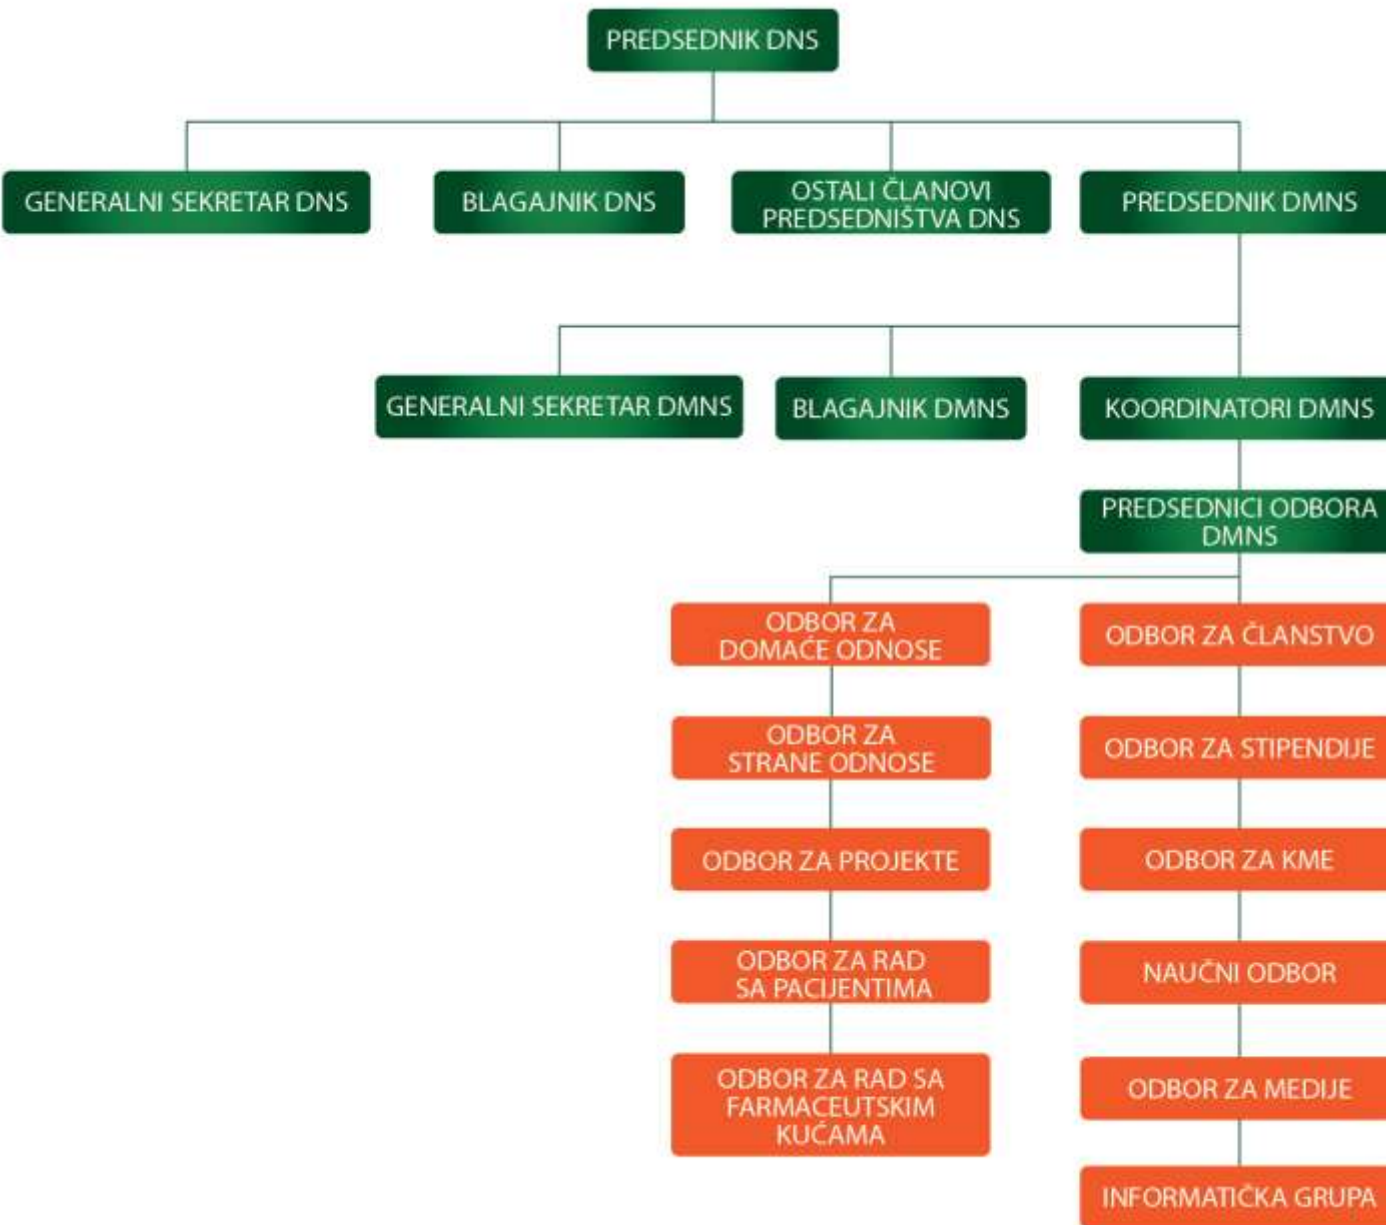 PREDSEDNIK DNS
GENERALNI SEKRETAR DNS
BLAGAJNIK DNS
OSTALI ČLANOVI
PREDSEDNIŠTVA DNS
PREDSEDNIK DMNS
GENERALNI SEKRETAR DMNS
BLAGAJNIK DMNS
KOORDINATORI DMNS
PREDSEDNICI ODBORA
DMNS
ODBOR ZA
DOMAĆE ODNOSE
ODBOR ZA
STRANE ODNOSE
ODBOR ZA PROJEKTE
ODBOR ZA RAD
SA PACIJENTIMA
ODBOR ZA RAD SA
FARMACEUTSKIM
KUĆAMA
ODBOR ZA ČLANSTVO
ODBOR ZA STIPENDIJE
ODBOR ZA KME
NAUČNI ODBOR
ODBOR ZA MEDIJE
INFORMATIČKA GRUPA